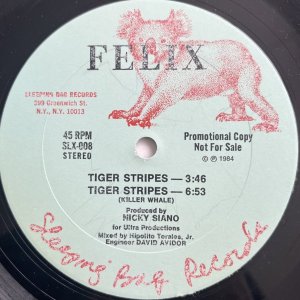 FELIX
SLEEPING BAG RECORDS
399 Greenwich St.
N.Y., N.Y. 10013
45 RPM
SLX-008
STEREO
Promotional Copy
Not For Sale
© ℗ 1984
TIGER STRIPES — 3:46
TIGER STRIPES — 6:53
(KILLER WHALE)
Produced by
NICKY SIANO
for Ultra Productions
Mixed by Hipolito Torales, Jr.
Engineer DAVID AVIDOR
Sleeping Bag Records